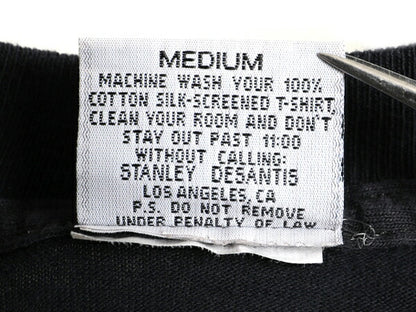 MEDIUM
MACHINE WASH YOUR 100%
COTTON SILK-SCREENED T-SHIRT,
CLEAN YOUR ROOM AND DON'T
STAY OUT PAST 11:00
WITHOUT CALLING:
STANLEY DESANTIS
LOS ANGELES, CA
P.S. DO NOT REMOVE
UNDER PENALTY OF LAW